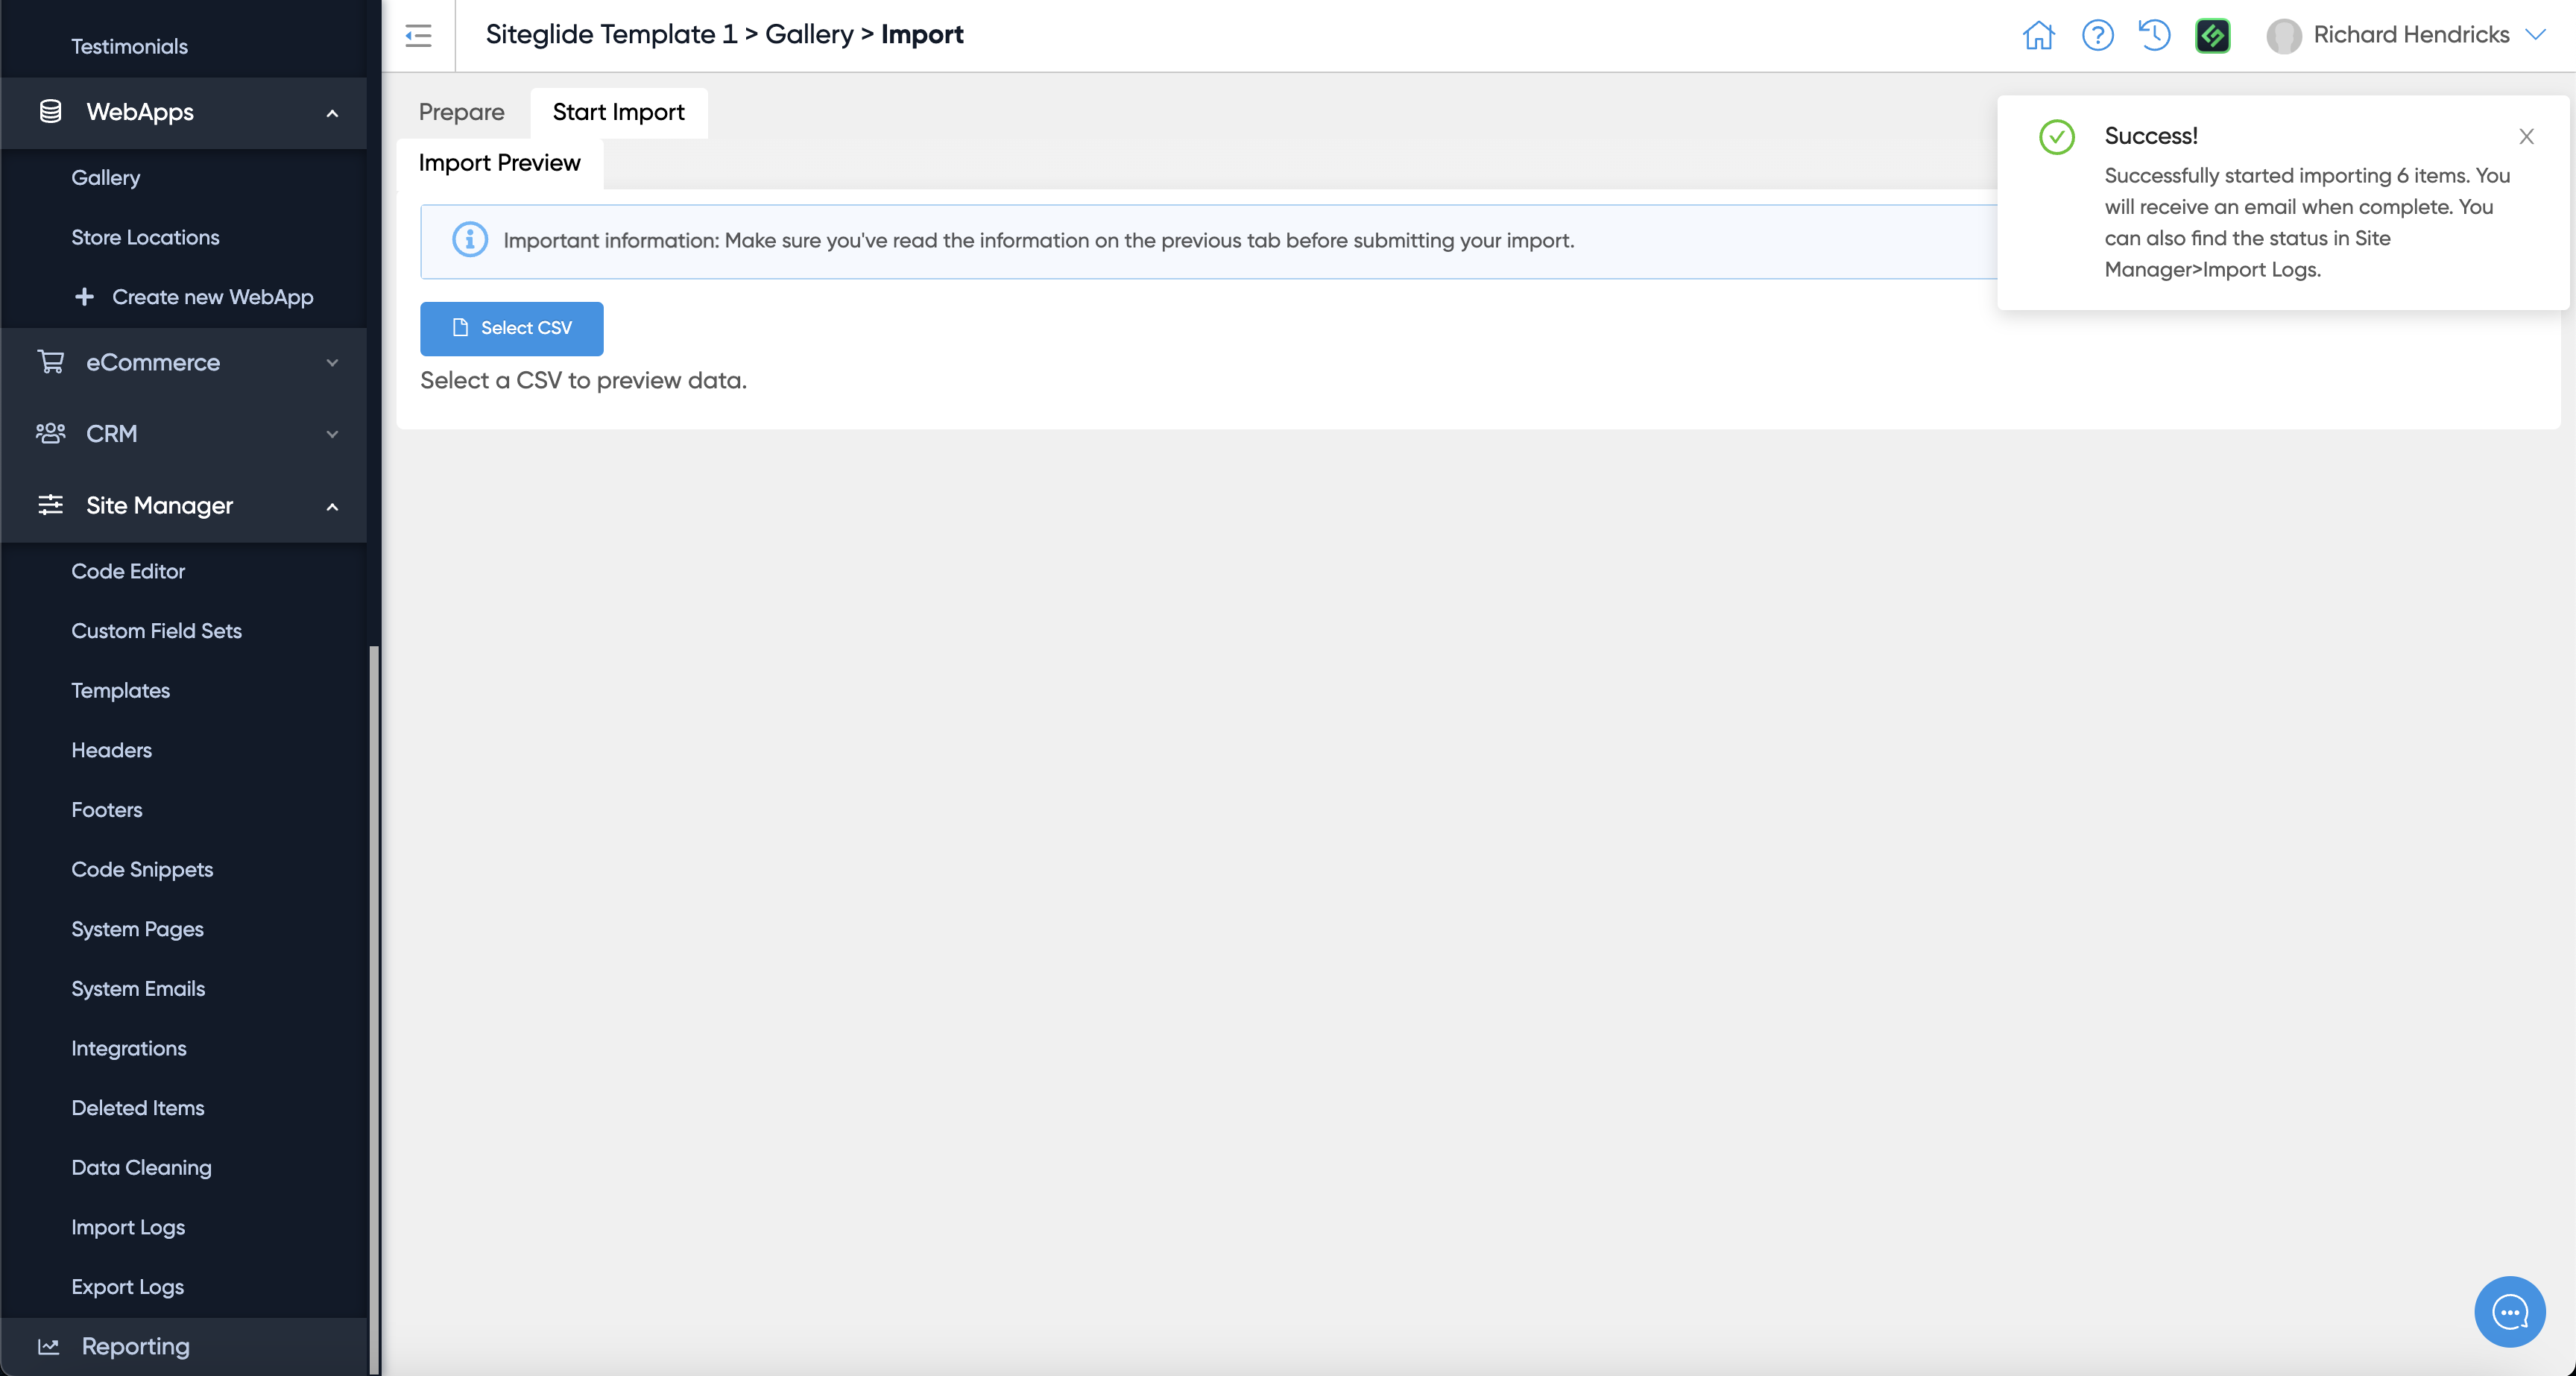 Testimonials
WebApps
Gallery
Store Locations
Create new WebApp
eCommerce
CRM
Site Manager
Code Editor
Custom Field Sets
Templates
Headers
Footers
Code Snippets
System Pages
System Emails
Integrations
Deleted Items
Data Cleaning
Import Logs
Export Logs
Reporting
Siteglide Template 1 > Gallery > Import
Richard Hendricks
Prepare
Start Import
Import Preview
Important information: Make sure you've read the information on the previous tab before submitting your import.
Select CSV
Select a CSV to preview data.
Success!
Successfully started importing 6 items. You
will receive an email when complete. You
can also find the status in Site
Manager>Import Logs.